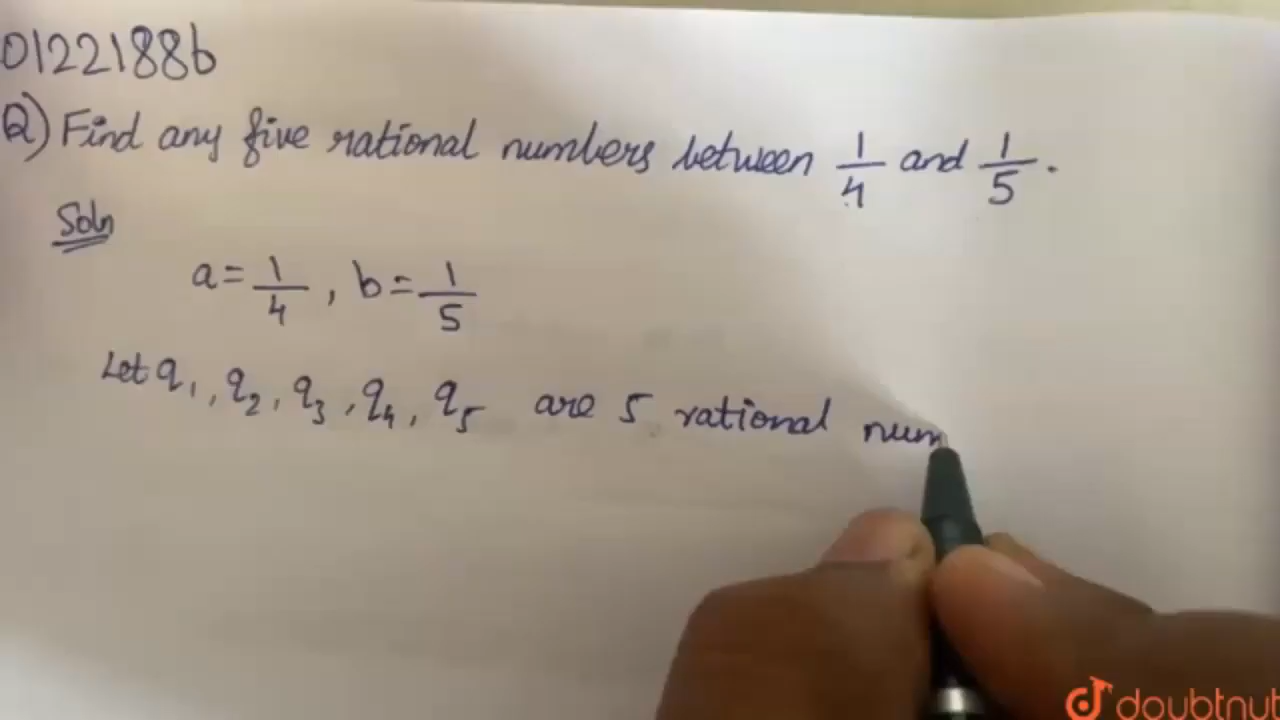 01221886
Q) Find any five rational numbers between 1/4 and 1/5.
Soln
a = 1/4, b = 1/5
Let q₁, q₂, q₃, q₄, q₅ are 5 rational num
doubtnut